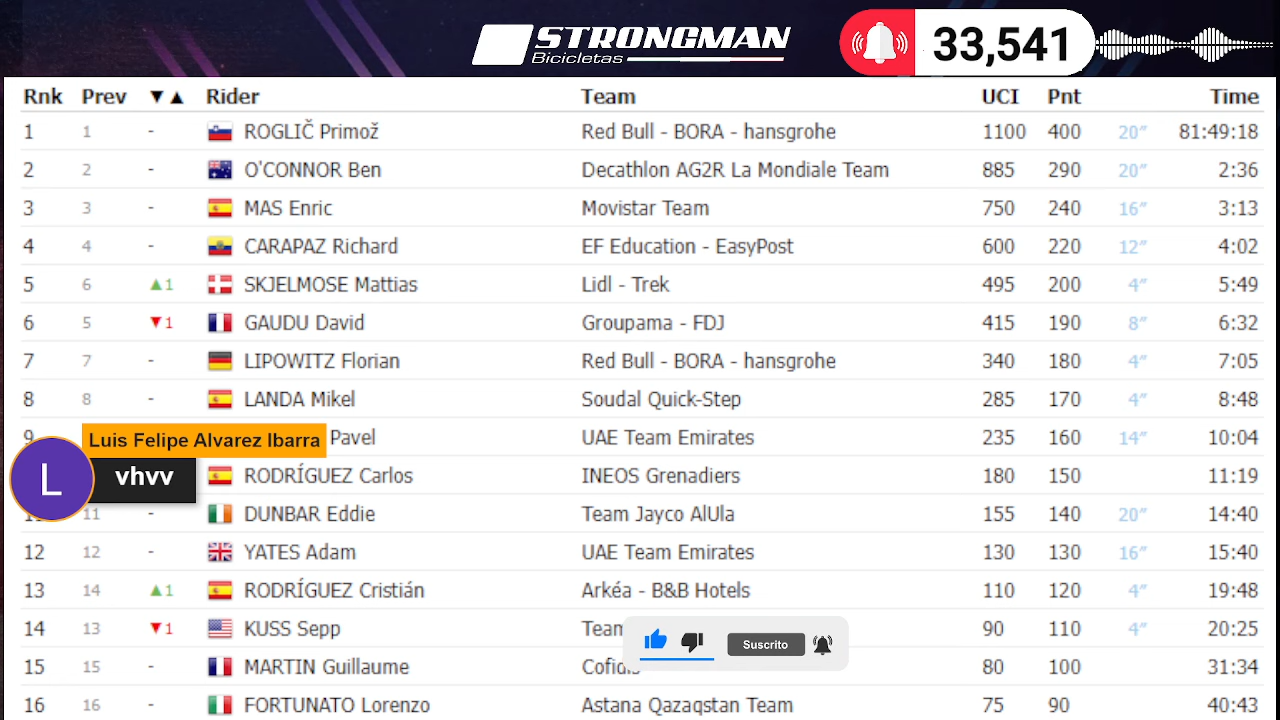 STRONGMAN
Bicicletas
33,541
Rnk Prev ▼▲ Rider Team UCI Pnt Time
1 1 - ROGLIČ Primož Red Bull - BORA - hansgrohe 1100 400 20″ 81:49:18
2 2 - O'CONNOR Ben Decathlon AG2R La Mondiale Team 885 290 20″ 2:36
3 3 - MAS Enric Movistar Team 750 240 16″ 3:13
4 4 - CARAPAZ Richard EF Education - EasyPost 600 220 12″ 4:02
5 6 ▲1 SKJELMOSE Mattias Lidl - Trek 495 200 4″ 5:49
6 5 ▼1 GAUDU David Groupama - FDJ 415 190 8″ 6:32
7 7 - LIPOWITZ Florian Red Bull - BORA - hansgrohe 340 180 4″ 7:05
8 8 - LANDA Mikel Soudal Quick-Step 285 170 4″ 8:48
9 Pavel UAE Team Emirates 235 160 14″ 10:04
Luis Felipe Alvarez Ibarra
L vhvv
RODRÍGUEZ Carlos INEOS Grenadiers 180 150 11:19
11 11 - DUNBAR Eddie Team Jayco AlUla 155 140 20″ 14:40
12 12 - YATES Adam UAE Team Emirates 130 130 16″ 15:40
13 14 ▲1 RODRÍGUEZ Cristián Arkéa - B&B Hotels 110 120 4″ 19:48
14 13 ▼1 KUSS Sepp Team 90 110 4″ 20:25
Suscrito
15 15 - MARTIN Guillaume Cofidis 80 100 31:34
16 16 - FORTUNATO Lorenzo Astana Qazaqstan Team 75 90 40:43